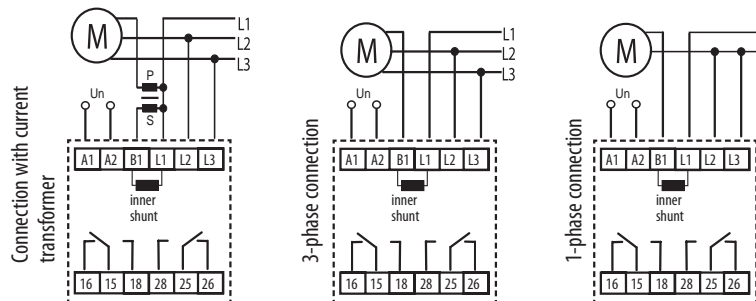 Connection with current
transformer
M
L1
L2
L3
P
S
Un
A1 A2 B1 L1 L2 L3
inner
shunt
16 15 18 28 25 26
3-phase connection
M
L1
L2
L3
Un
A1 A2 B1 L1 L2 L3
inner
shunt
16 15 18 28 25 26
1-phase connection
M
Un
A1 A2 B1 L1 L2 L3
inner
shunt
16 15 18 28 25 26